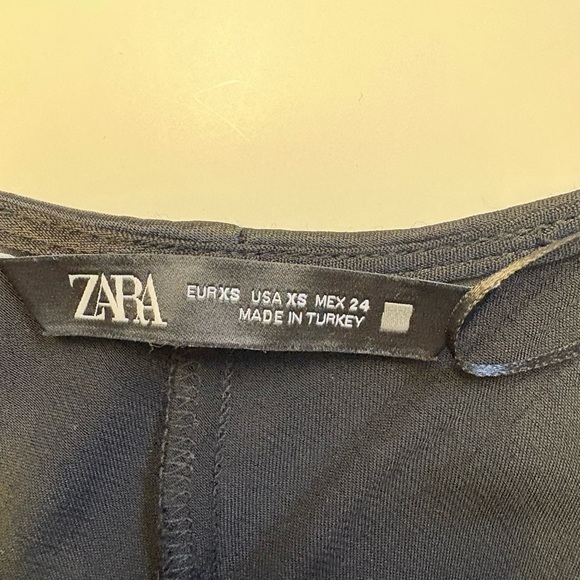 ZARA
EUR XS USA XS MEX 24
MADE IN TURKEY